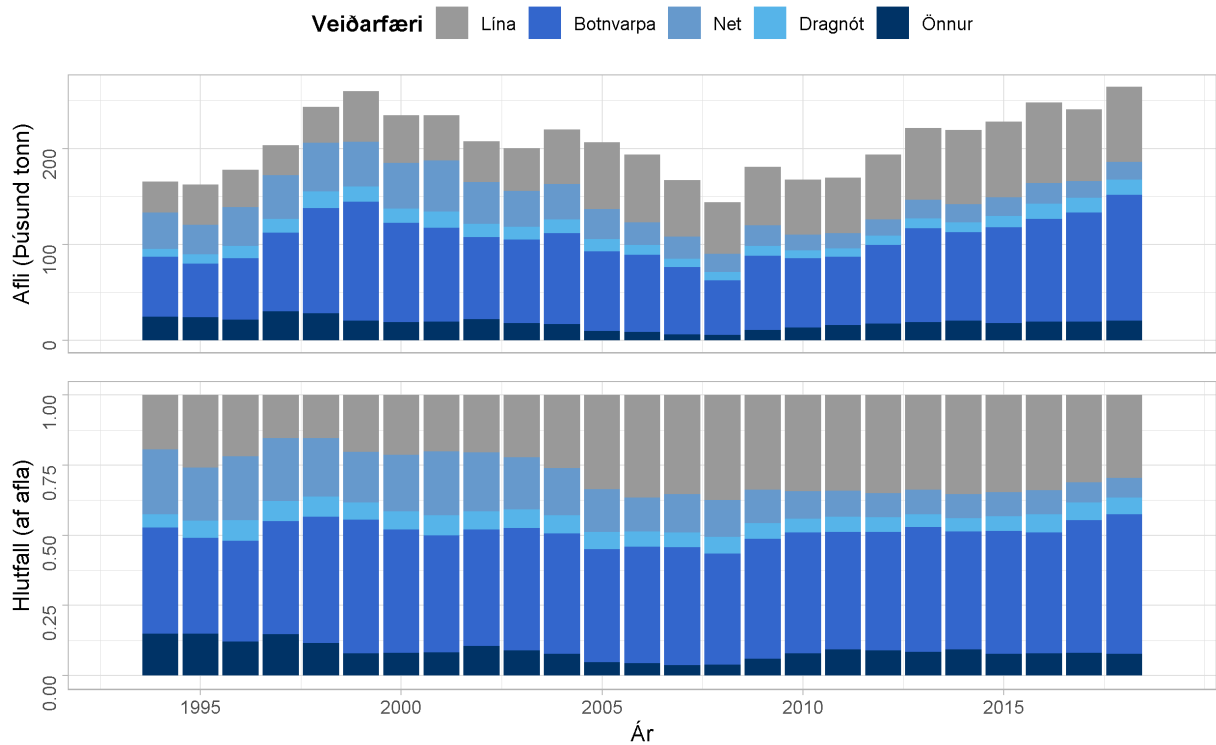 Veiðarfæri Lína Botnvarpa Net Dragnót Önnur
Afli (Þúsund tonn)
200
100
0
Hlutfall (af afla)
1.00
0.75
0.50
0.25
0.00
1995 2000 2005 2010 2015
Ár